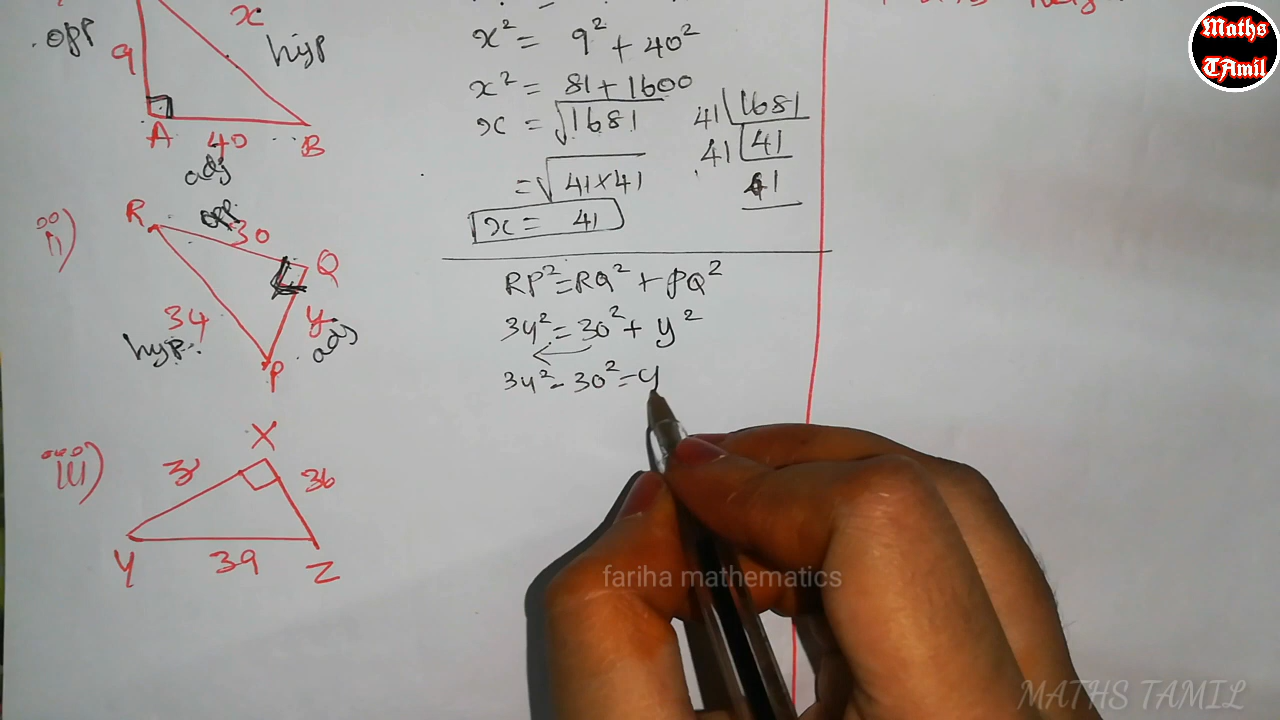 x
opp
9
hyp
A 40 B
adj
x² = 9² + 40²
x² = 81 + 1600
x = √1681
41 1681
41 41
41
= √41 × 41
x = 41
ii)
R opp 30 Q
34 y
hyp. adj
P
RP² = RQ² + PQ²
34² = 30² + y²
34² - 30² = y
iii)
X
36
Y 39 Z
Maths
TAmil
fariha mathematics
MATHS TAMIL